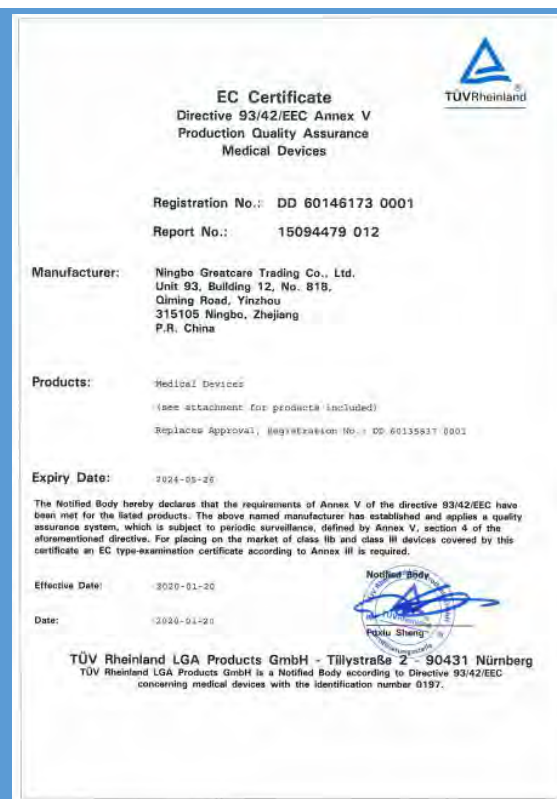 TÜVRheinland®
EC Certificate
Directive 93/42/EEC Annex V
Production Quality Assurance
Medical Devices
Registration No.: DD 60146173 0001
Report No.: 15094479 012
Manufacturer: Ningbo Greatcare Trading Co., Ltd.
Unit 93, Building 12, No. 818,
Qiming Road, Yinzhou
315105 Ningbo, Zhejiang
P.R. China
Products: Medical Devices
(see attachment for products included)
Replaces Approval, Registration No.: DD 60135837 0001
Expiry Date: 2024-05-26
The Notified Body hereby declares that the requirements of Annex V of the directive 93/42/EEC have
been met for the listed products. The above named manufacturer has established and applies a quality
assurance system, which is subject to periodic surveillance, defined by Annex V, section 4 of the
aforementioned directive. For placing on the market of class IIb and class III devices covered by this
certificate an EC type-examination certificate according to Annex III is required.
Notified Body
Effective Date: 2020-01-20
Date: 2020-01-20
Sheng
TÜV Rheinland LGA Products GmbH - Tillystraße 2 - 90431 Nürnberg
TÜV Rheinland LGA Products GmbH is a Notified Body according to Directive 93/42/EEC
concerning medical devices with the identification number 0197.